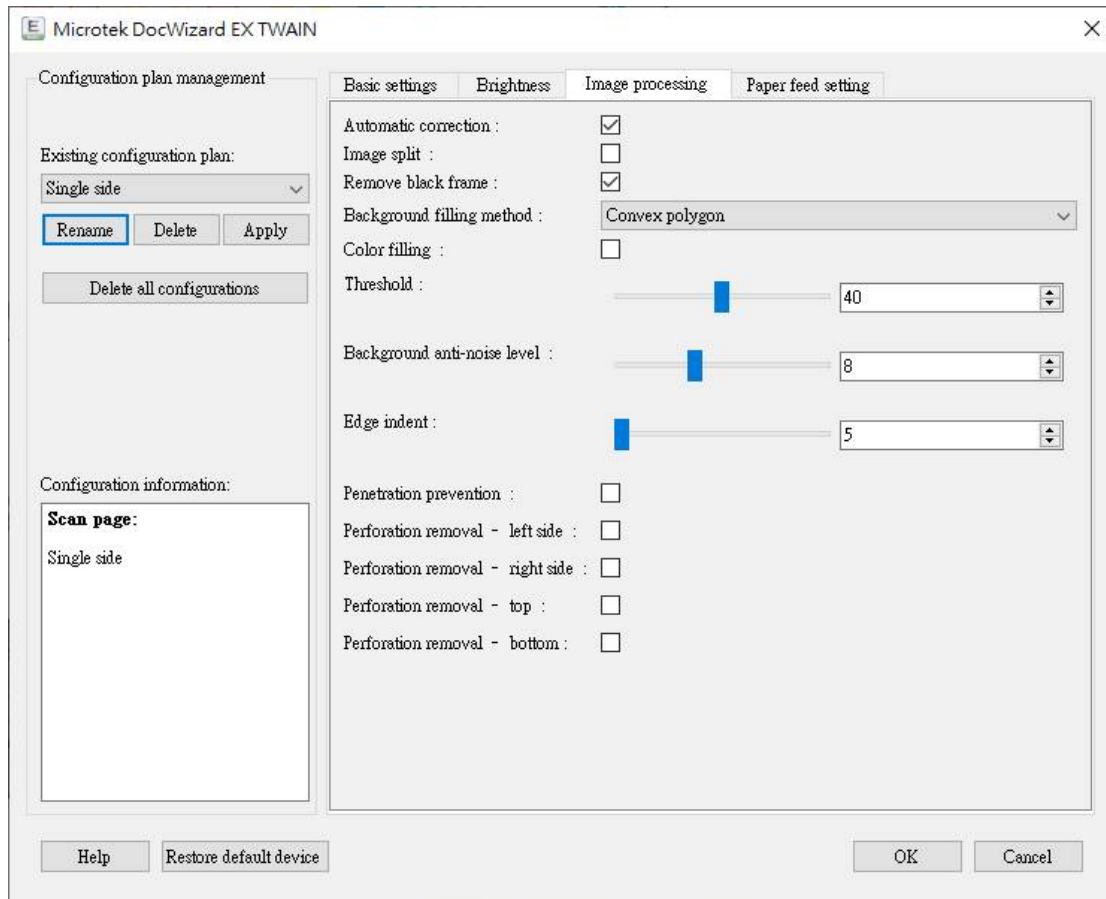 E Microtek DocWizard EX TWAIN
Configuration plan management
Existing configuration plan:
Single side
Rename Delete Apply
Delete all configurations
Configuration information:
Scan page:
Single side
Basic settings Brightness Image processing Paper feed setting
Automatic correction :
Image split :
Remove black frame :
Background filling method : Convex polygon
Color filling :
Threshold : 40
Background anti-noise level : 8
Edge indent : 5
Penetration prevention :
Perforation removal - left side :
Perforation removal - right side :
Perforation removal - top :
Perforation removal - bottom :
Help Restore default device OK Cancel